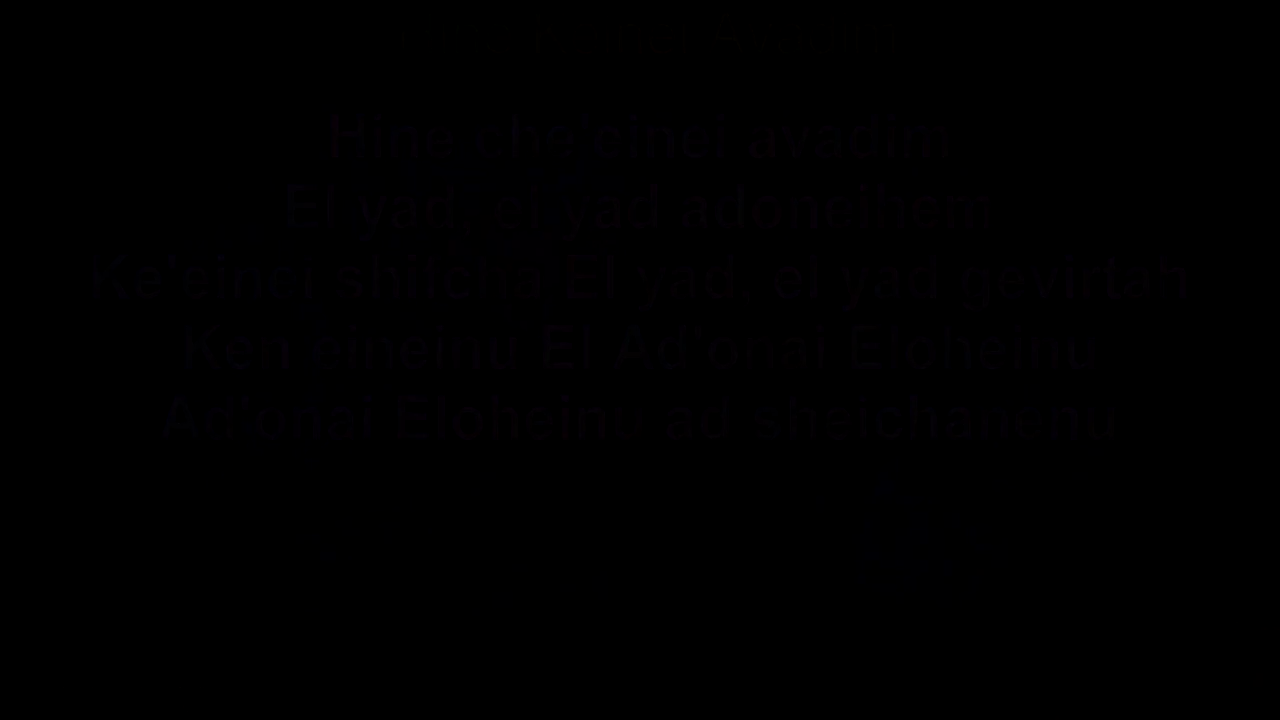 Hine che'einei avadim
El yad, el yad adoneihem
Ke'einei shifcha El yad, el yad gevirtah
Ken eineinu El Ad'onai Eloheinu
Ad'onai Eloheinu ad sheichanenu